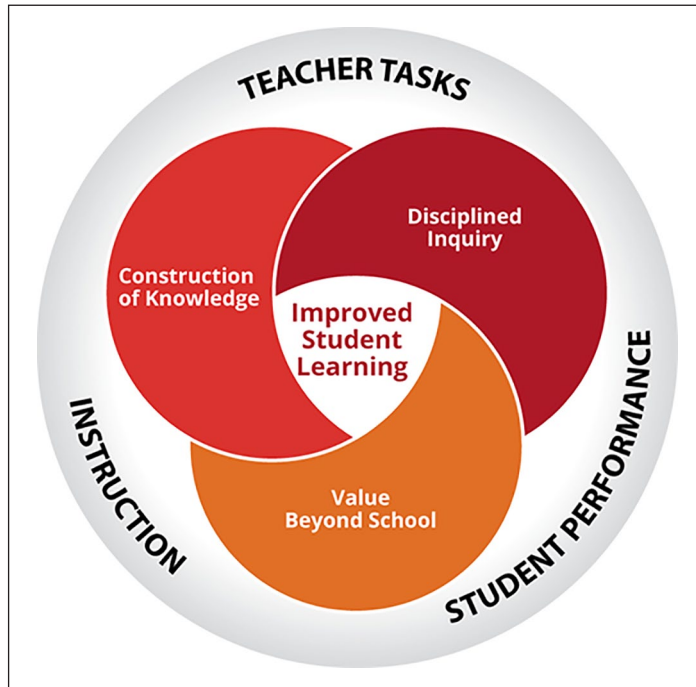 TEACHER TASKS
Disciplined
Inquiry
Construction
of Knowledge
Improved
Student
Learning
Value
Beyond School
INSTRUCTION
STUDENT PERFORMANCE